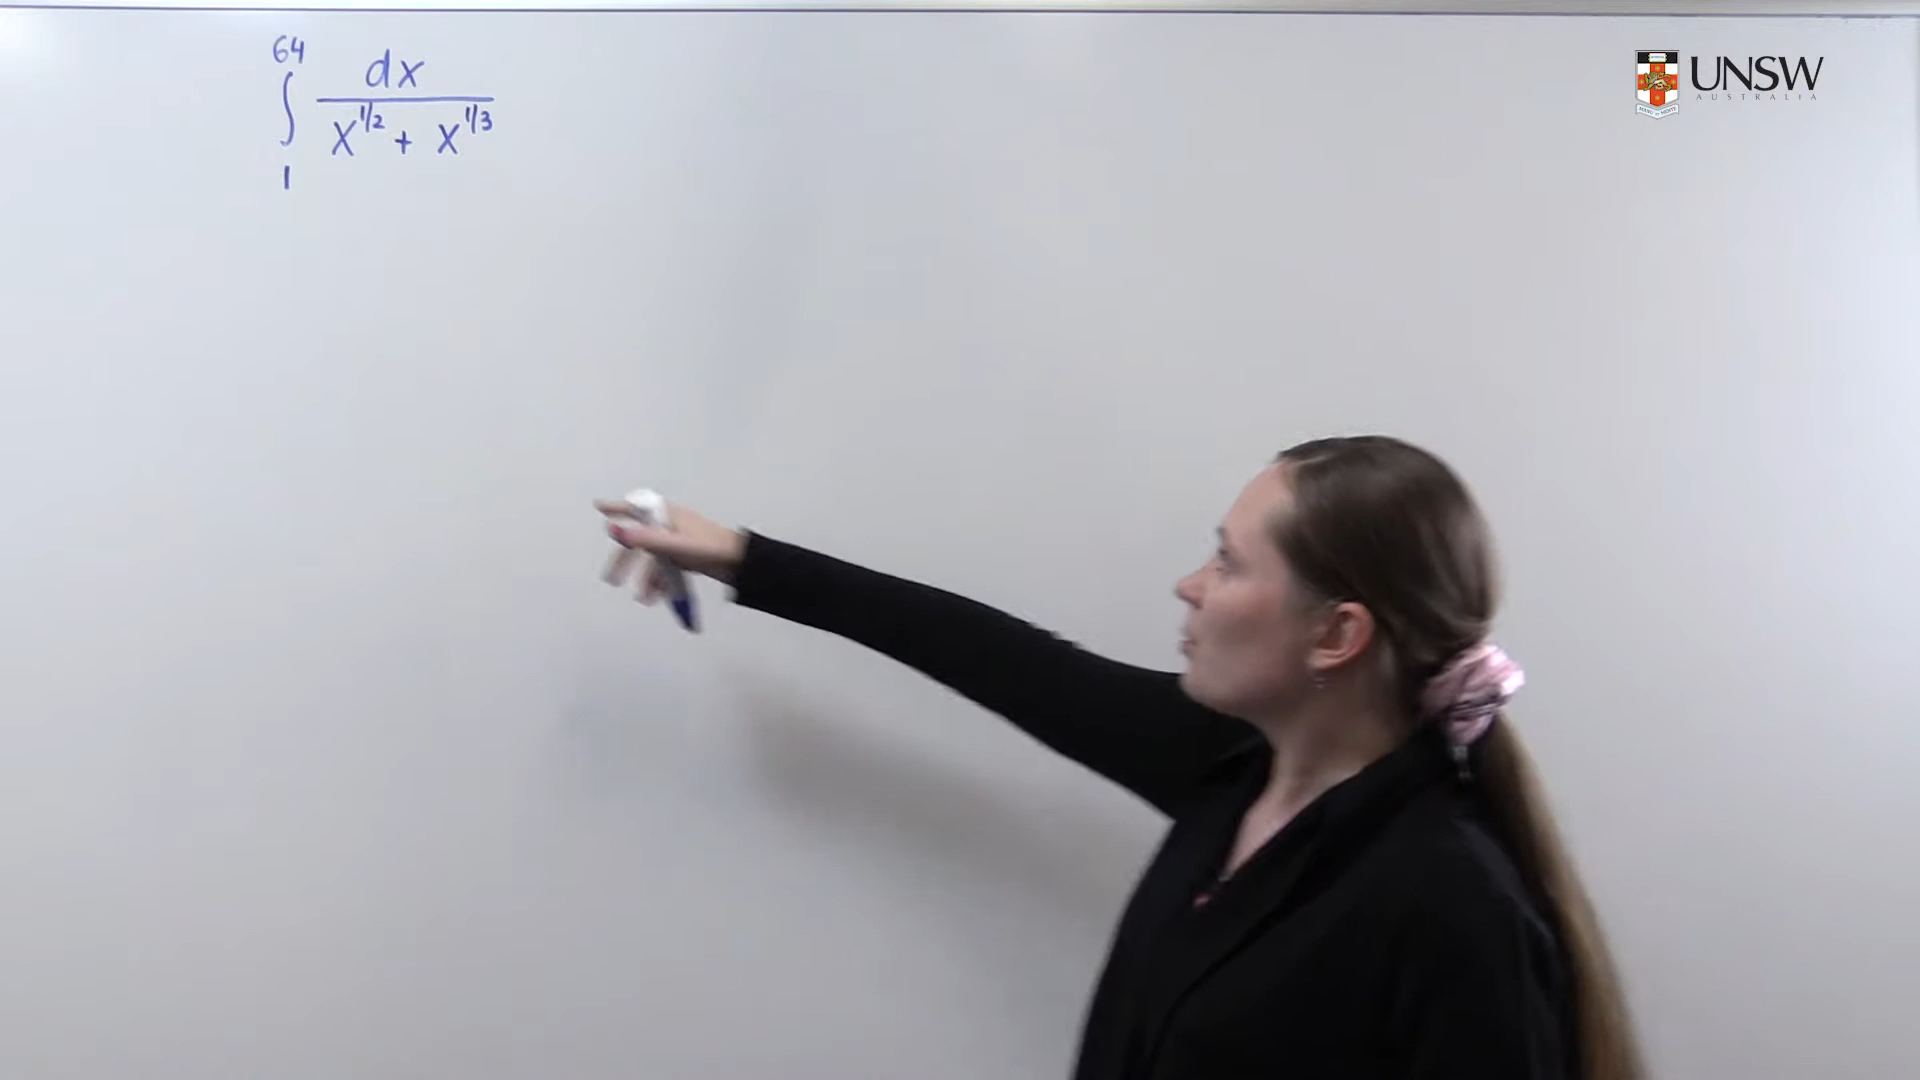 64
∫ dx
x^1/2 + x^1/3
1
UNSW
AUSTRALIA